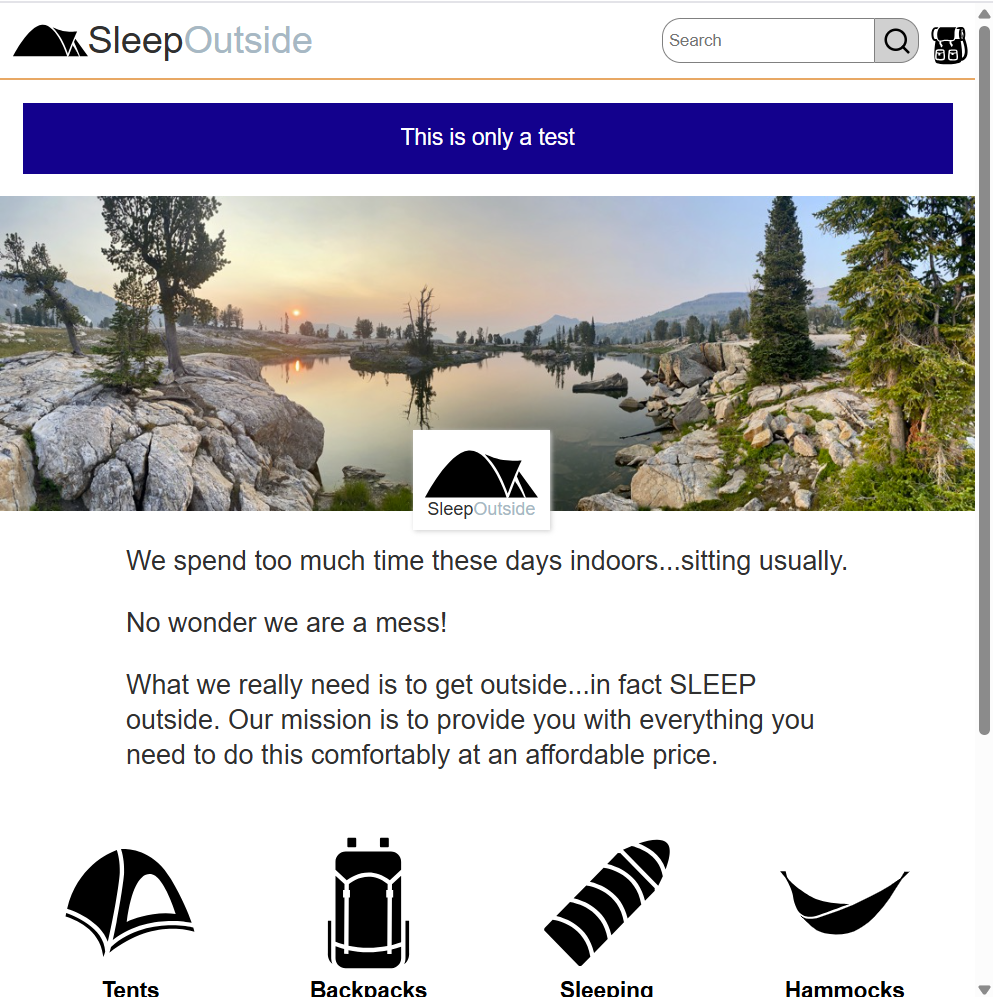 SleepOutside
Search
This is only a test
SleepOutside
We spend too much time these days indoors...sitting usually.
No wonder we are a mess!
What we really need is to get outside...in fact SLEEP
outside. Our mission is to provide you with everything you
need to do this comfortably at an affordable price.
Tents
Backpacks
Sleeping
Hammocks